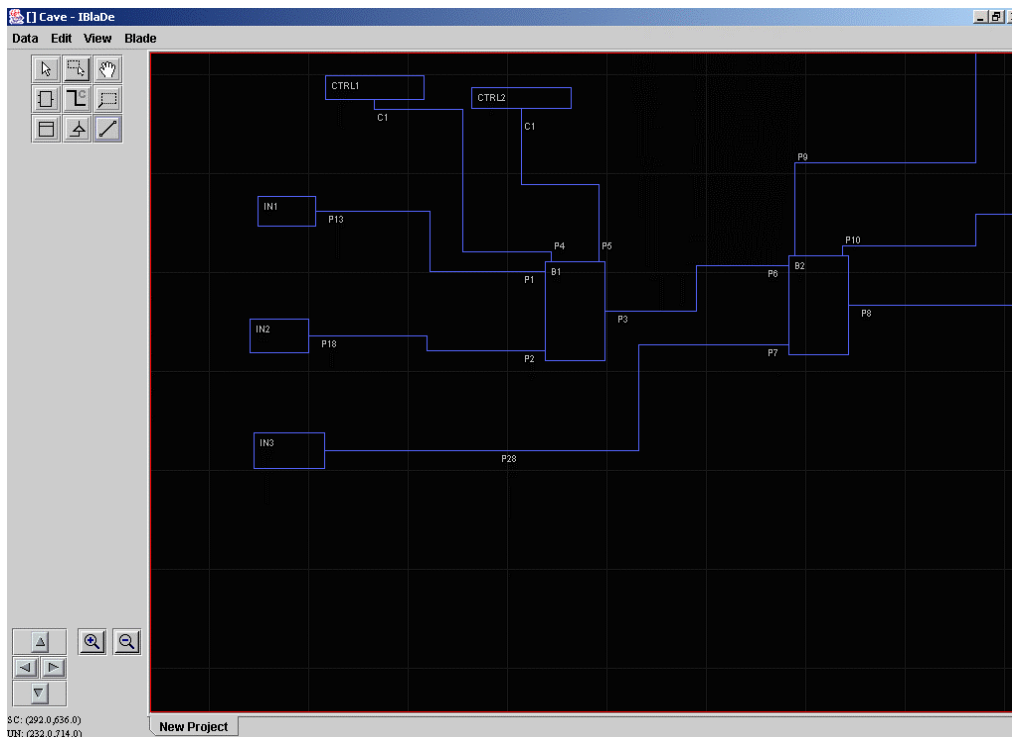 [] Cave - IBlaDe
Data Edit View Blade
C
CTRL1
CTRL2
C1
C1
P9
IN1
P13
P10
P4
P5
B1
B2
P1
P6
P3
P8
IN2
P18
P2
P7
IN3
P28
SC: (292.0,636.0)
UN: (232.0,714.0)
New Project